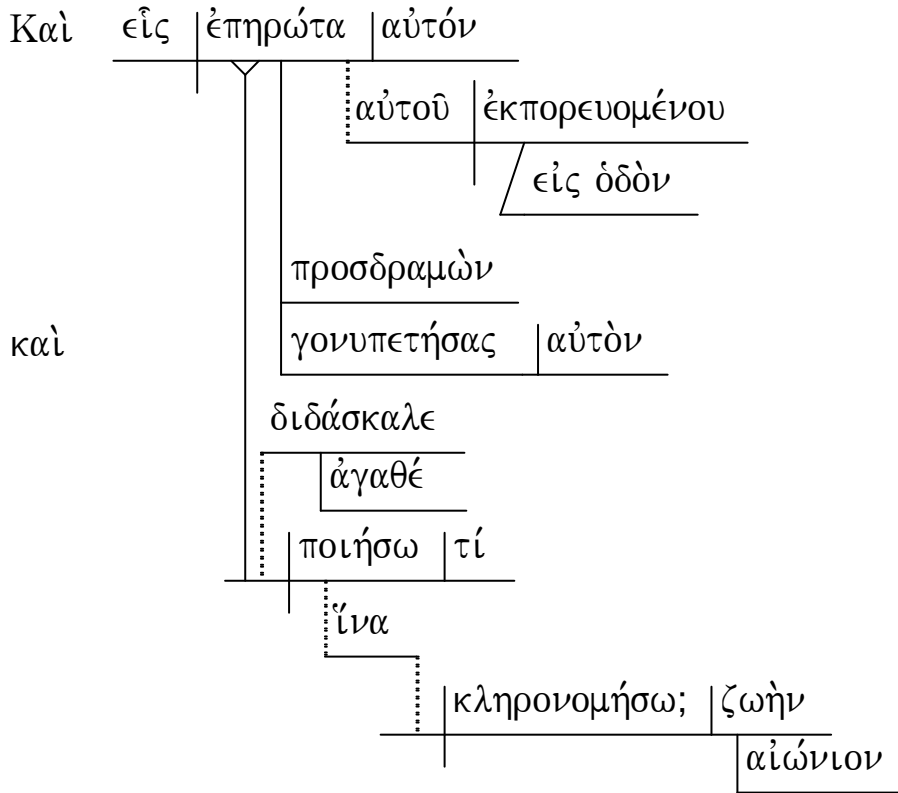 Καὶ εἷς ἐπηρώτα αὐτόν
αὐτοῦ ἐκπορευομένου
εἰς ὁδὸν
προσδραμὼν
καὶ γονυπετήσας αὐτὸν
διδάσκαλε
ἀγαθέ
ποιήσω τί
ἵνα
κληρονομήσω; ζωὴν
αἰώνιον